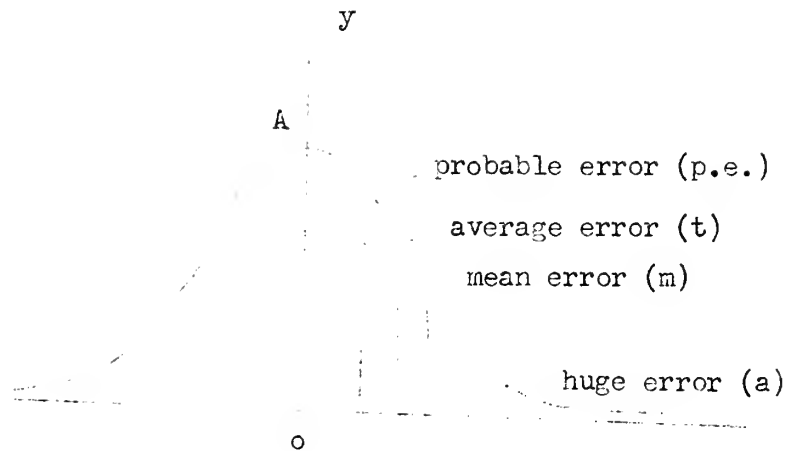 y
A
probable error (p.e.)
average error (t)
mean error (m)
huge error (a)
o